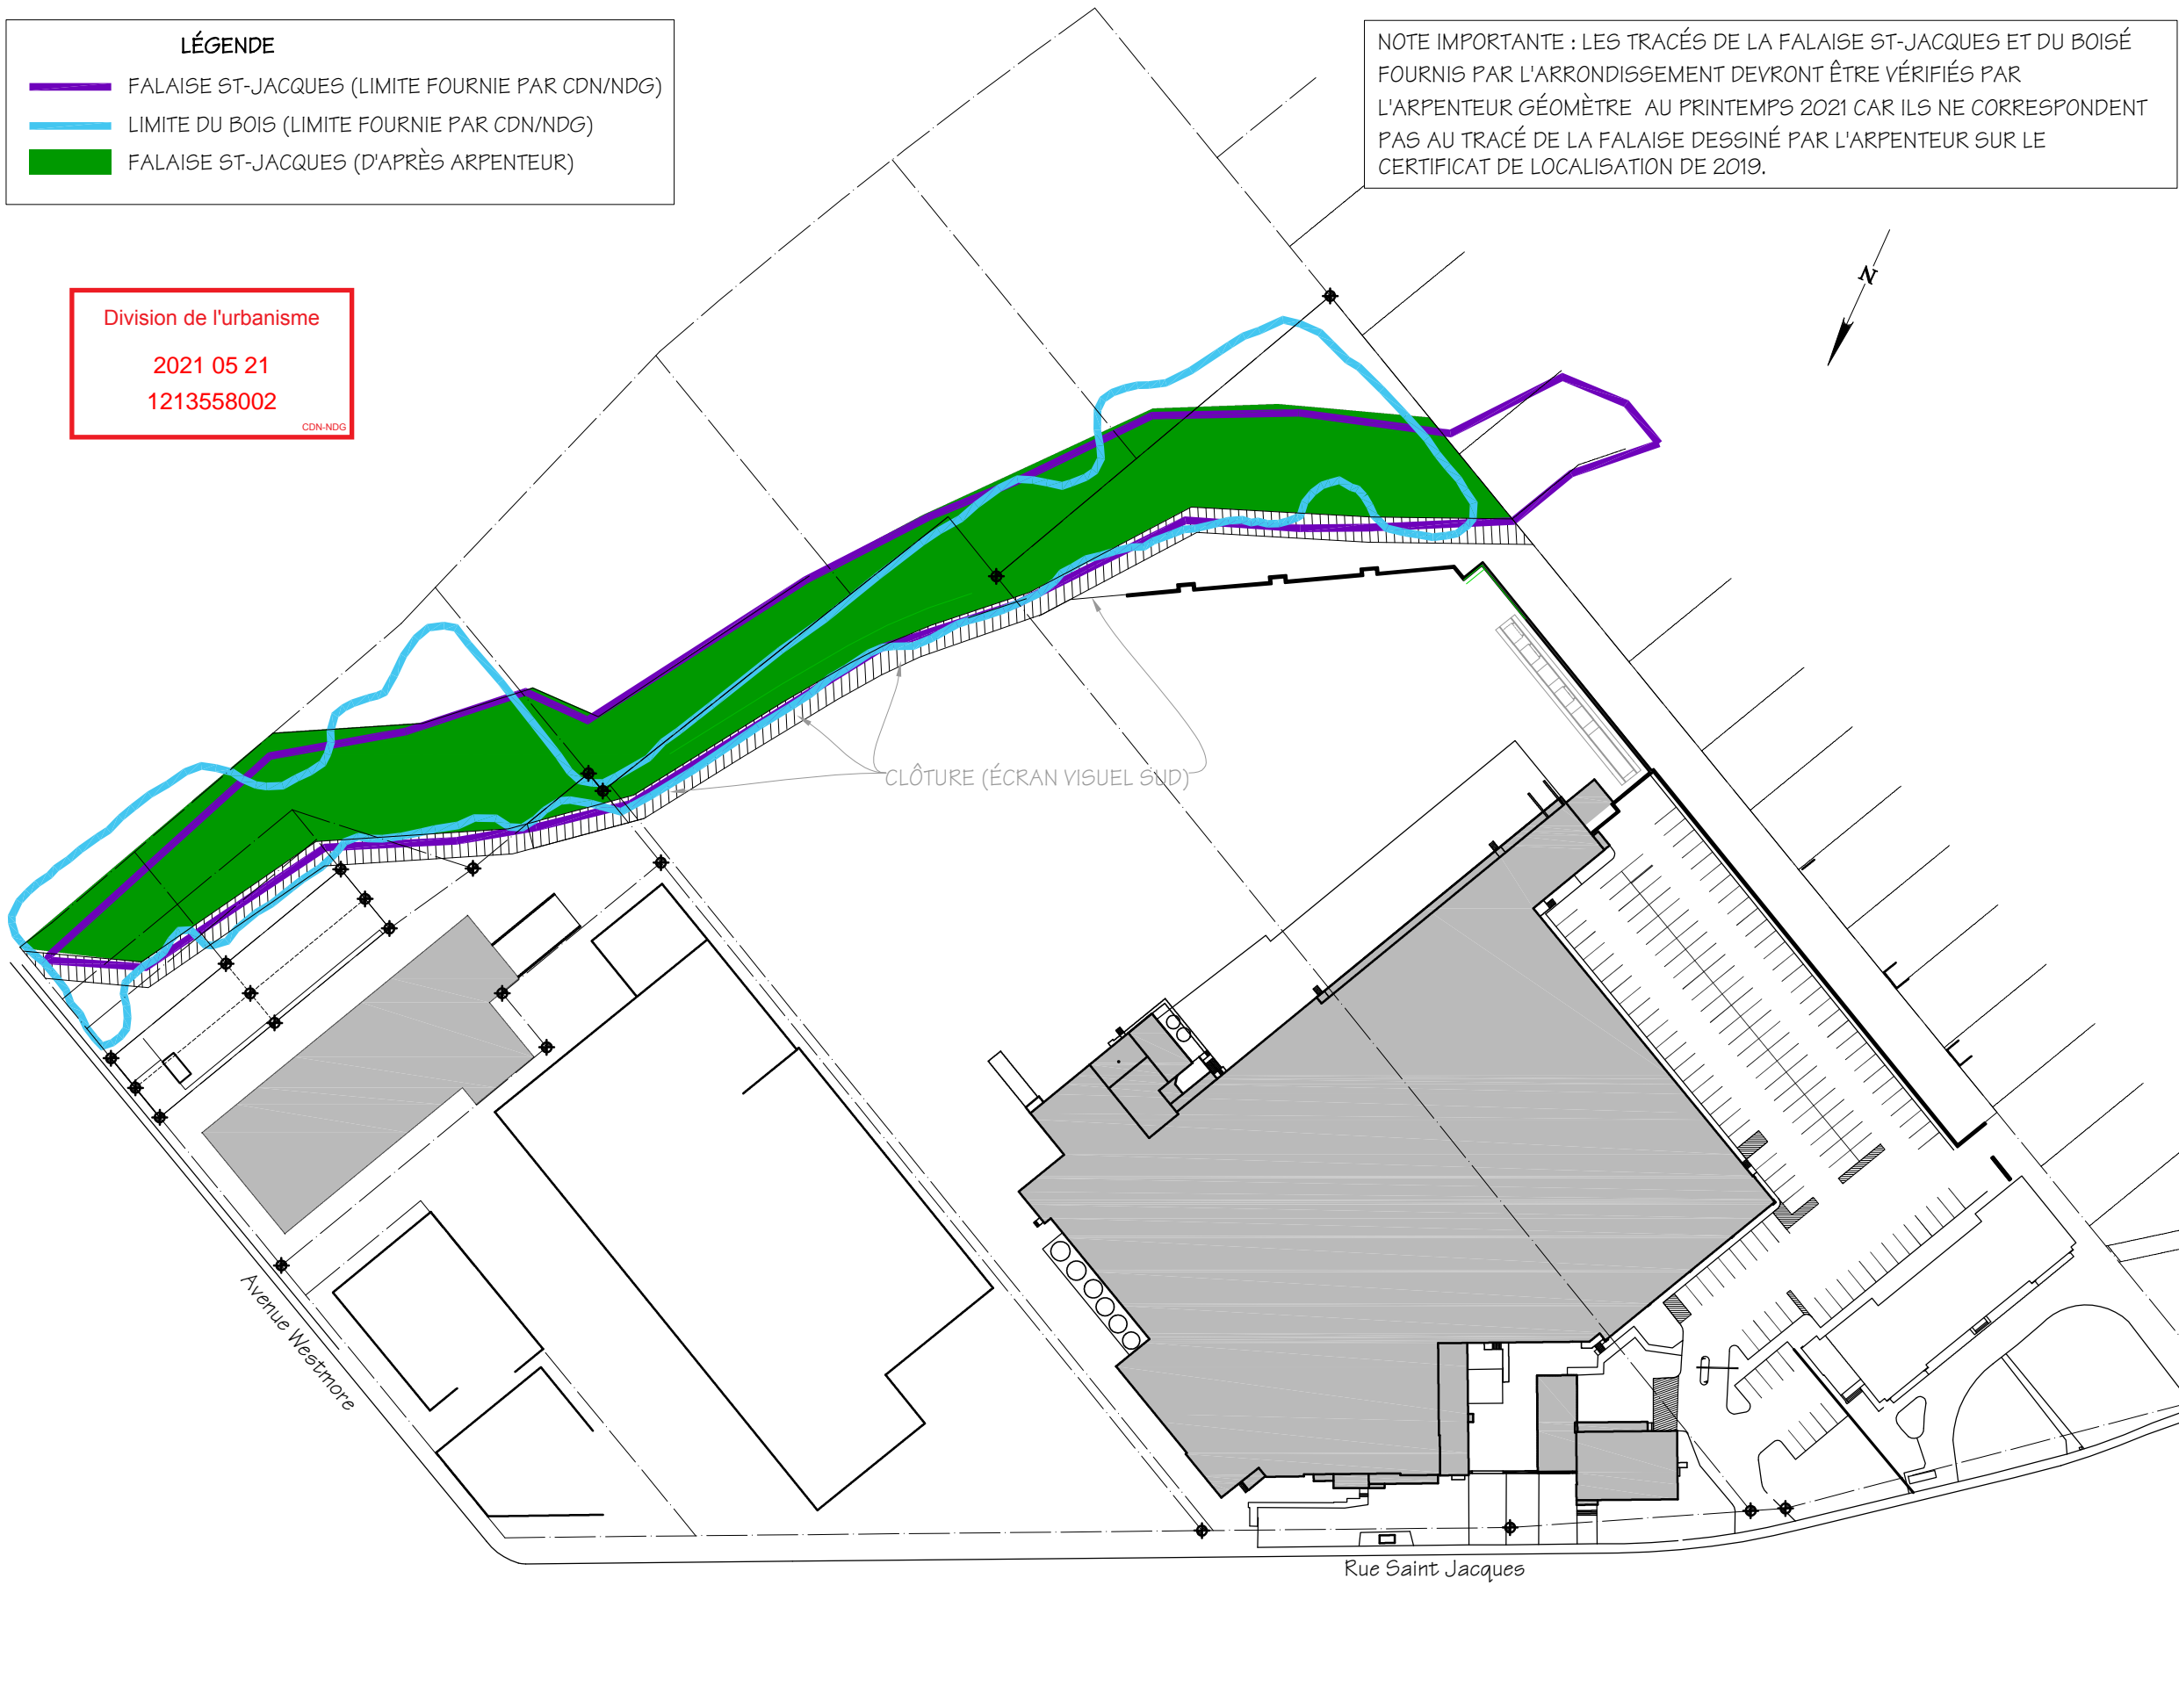 LÉGENDE
FALAISE ST-JACQUES (LIMITE FOURNIE PAR CDN/NDG)
LIMITE DU BOIS (LIMITE FOURNIE PAR CDN/NDG)
FALAISE ST-JACQUES (D'APRÈS ARPENTEUR)
NOTE IMPORTANTE : LES TRACÉS DE LA FALAISE ST-JACQUES ET DU BOISÉ
FOURNIS PAR L'ARRONDISSEMENT DEVRONT ÊTRE VÉRIFIÉS PAR
L'ARPENTEUR GÉOMÈTRE AU PRINTEMPS 2021 CAR ILS NE CORRESPONDENT
PAS AU TRACÉ DE LA FALAISE DESSINÉ PAR L'ARPENTEUR SUR LE
CERTIFICAT DE LOCALISATION DE 2019.
N
Division de l'urbanisme
2021 05 21
1213558002
CDN-NDG
CLÔTURE (ÉCRAN VISUEL SUD)
Avenue Westmore
Rue Saint Jacques